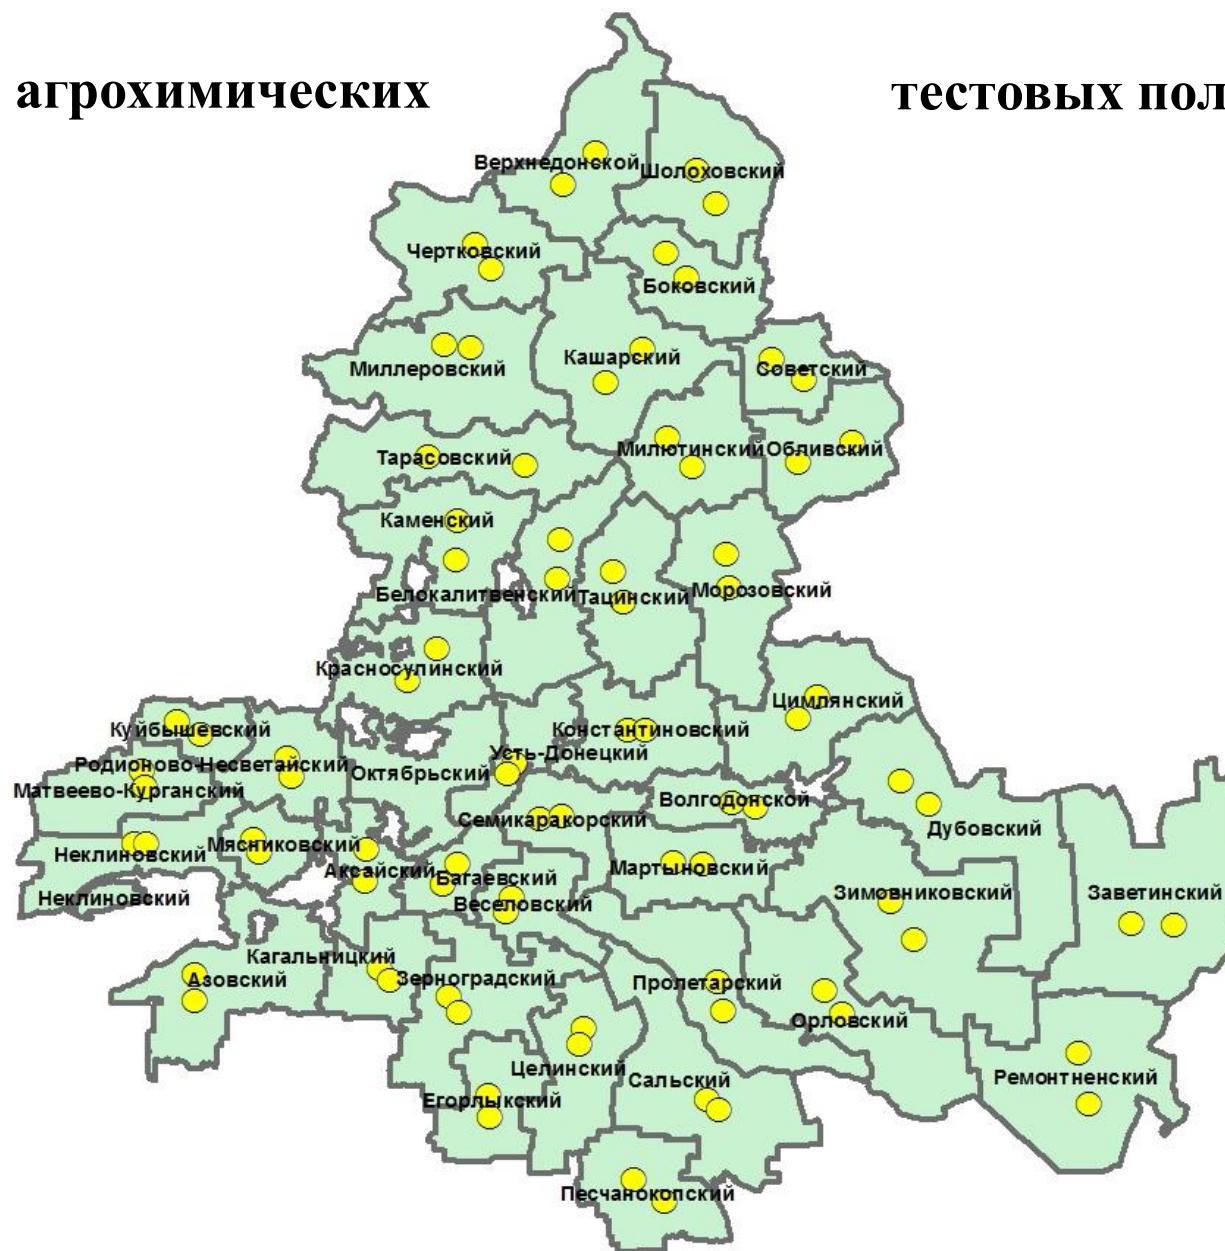 агрохимических тестовых пол
Верхнедонской
Шолоховский
Чертковский
Боковский
Миллеровский
Кашарский
Советский
Тарасовский
Милютинский
Обливский
Каменский
Белокалитвенский
Тацинский
Морозовский
Красносулинский
Цимлянский
Куйбышевский
Константиновский
Усть-Донецкий
Родионово-Несветайский
Октябрьский
Матвеево-Курганский
Волгодонской
Семикаракорский
Дубовский
Неклиновский
Мясниковский
Аксайский
Багаевский
Мартыновский
Неклиновский
Веселовский
Зимовниковский
Заветинский
Кагальницкий
Азовский
Зерноградский
Пролетарский
Орловский
Целинский
Сальский
Ремонтненский
Егорлыкский
Песчанокопский